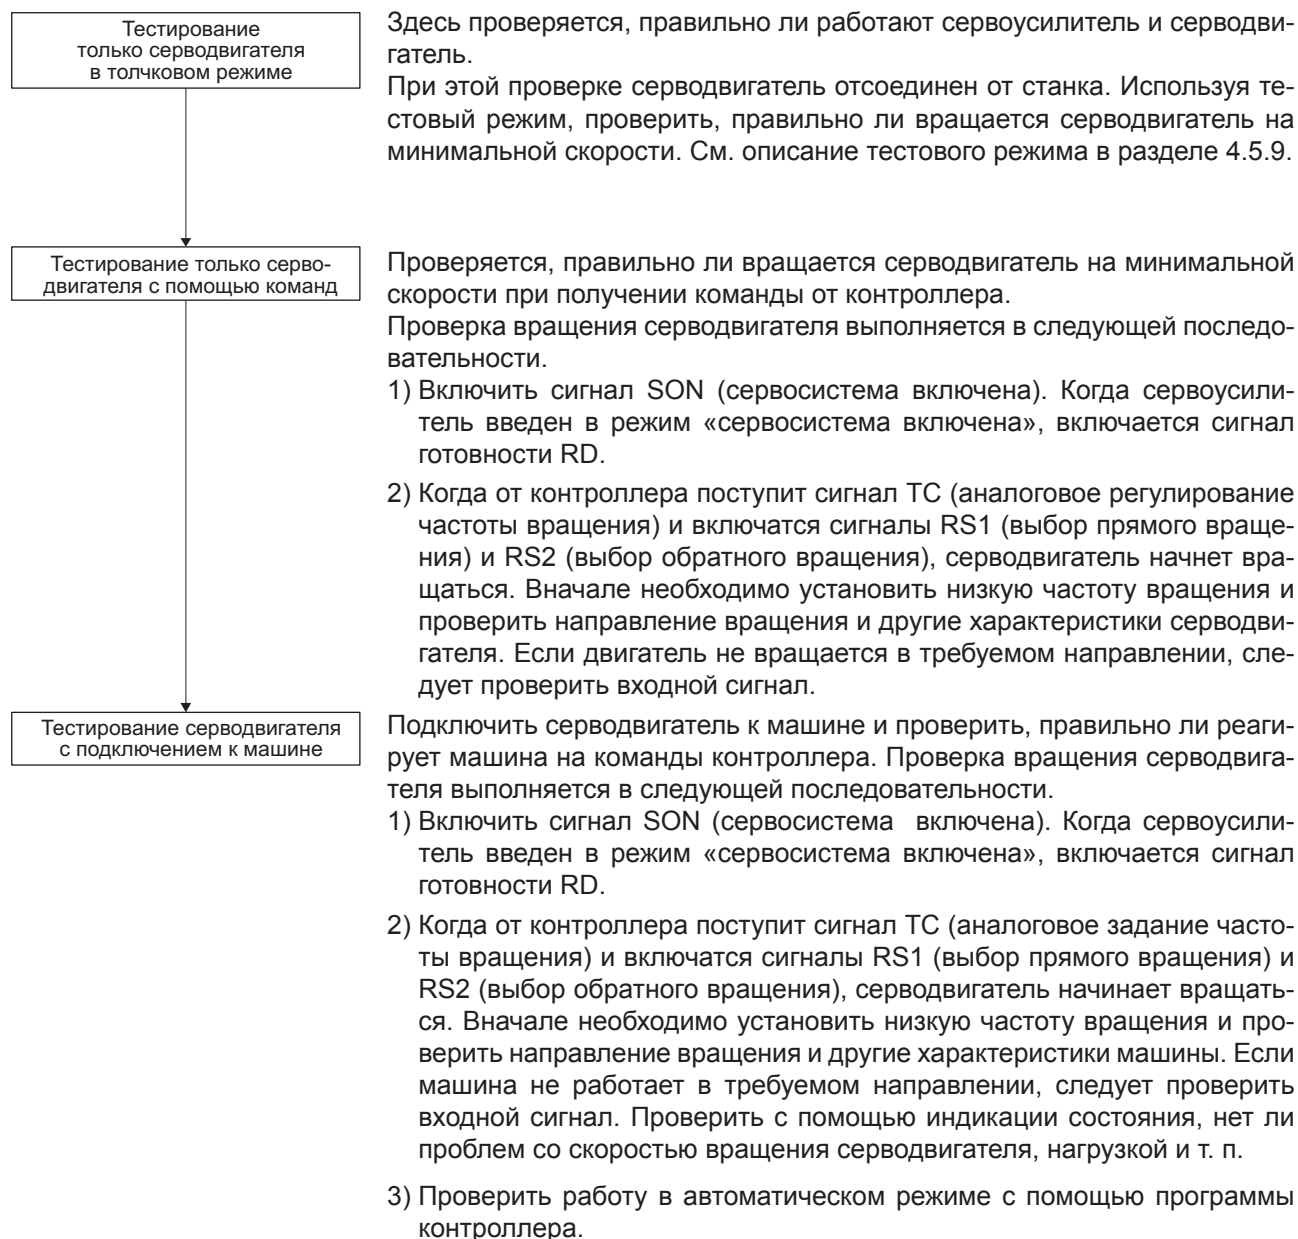 Тестирование
только серводвигателя
в толчковом режиме
Здесь проверяется, правильно ли работают сервоусилитель и серводви-
гатель.
При этой проверке серводвигатель отсоединен от станка. Используя те-
стовый режим, проверить, правильно ли вращается серводвигатель на
минимальной скорости. См. описание тестового режима в разделе 4.5.9.
Тестирование только серво-
двигателя с помощью команд
Проверяется, правильно ли вращается серводвигатель на минимальной
скорости при получении команды от контроллера.
Проверка вращения серводвигателя выполняется в следующей последо-
вательности.
1) Включить сигнал SON (сервосистема включена). Когда сервоусили-
тель введен в режим «сервосистема включена», включается сигнал
готовности RD.
2) Когда от контроллера поступит сигнал TC (аналоговое регулирование
частоты вращения) и включатся сигналы RS1 (выбор прямого враще-
ния) и RS2 (выбор обратного вращения), серводвигатель начнет вра-
щаться. Вначале необходимо установить низкую частоту вращения и
проверить направление вращения и другие характеристики серводви-
гателя. Если двигатель не вращается в требуемом направлении, сле-
дует проверить входной сигнал.
Тестирование серводвигателя
с подключением к машине
Подключить серводвигатель к машине и проверить, правильно ли реаги-
рует машина на команды контроллера. Проверка вращения серводвига-
теля выполняется в следующей последовательности.
1) Включить сигнал SON (сервосистема включена). Когда сервоусили-
тель введен в режим «сервосистема включена», включается сигнал
готовности RD.
2) Когда от контроллера поступит сигнал TC (аналоговое задание часто-
ты вращения) и включатся сигналы RS1 (выбор прямого вращения) и
RS2 (выбор обратного вращения), серводвигатель начинает вращать-
ся. Вначале необходимо установить низкую частоту вращения и про-
верить направление вращения и другие характеристики машины. Если
машина не работает в требуемом направлении, следует проверить
входной сигнал. Проверить с помощью индикации состояния, нет ли
проблем со скоростью вращения серводвигателя, нагрузкой и т. п.
3) Проверить работу в автоматическом режиме с помощью программы
контроллера.